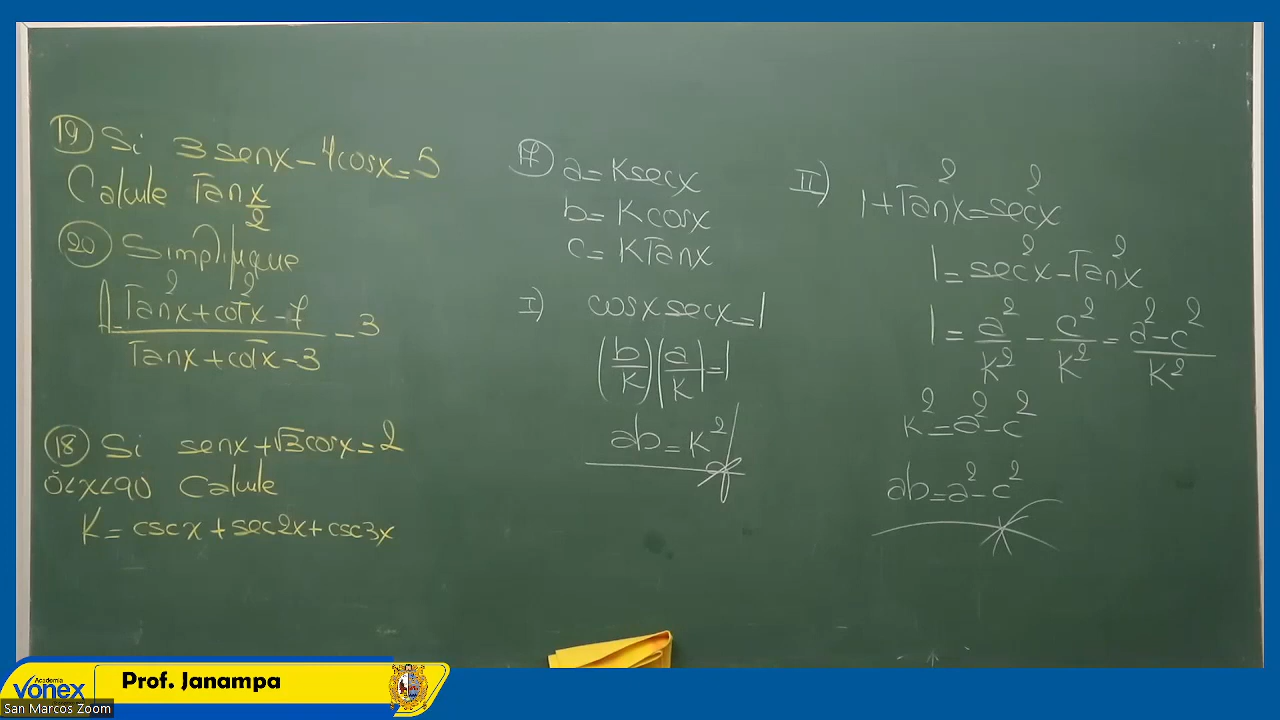 19 Si 3senx - 4cosx = 5
Calcule Tan x/2
20 Simplifique
A = (Tan²x + cot²x - 7)/(Tanx + cotx - 3) - 3
18 Si senx + √3cosx = 2
0°<x<90 Calcule
K = cscx + sec2x + csc3x
17 a = Ksecx
b = Kcosx
c = KTanx
I) cosx secx = 1
(b/K)(a/K) = 1
ab = K²
II) 1 + Tan²x = sec²x
1 = sec²x - Tan²x
1 = a²/K² - c²/K² = (a² - c²)/K²
K² = a² - c²
ab = a² - c²
Academia
VONEX
Prof. Janampa
San Marcos Zoom